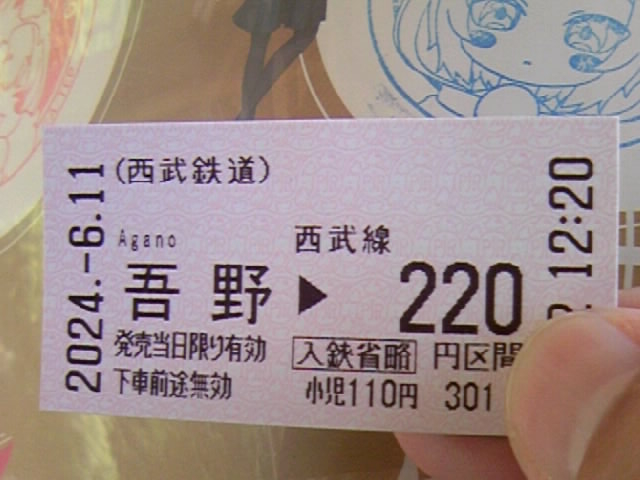 2024.-6.11
(西武鉄道)
Agano
吾野 ▶
西武線
220
円区間
発売当日限り有効
下車前途無効
入鋏省略
小児110円
301
12:20